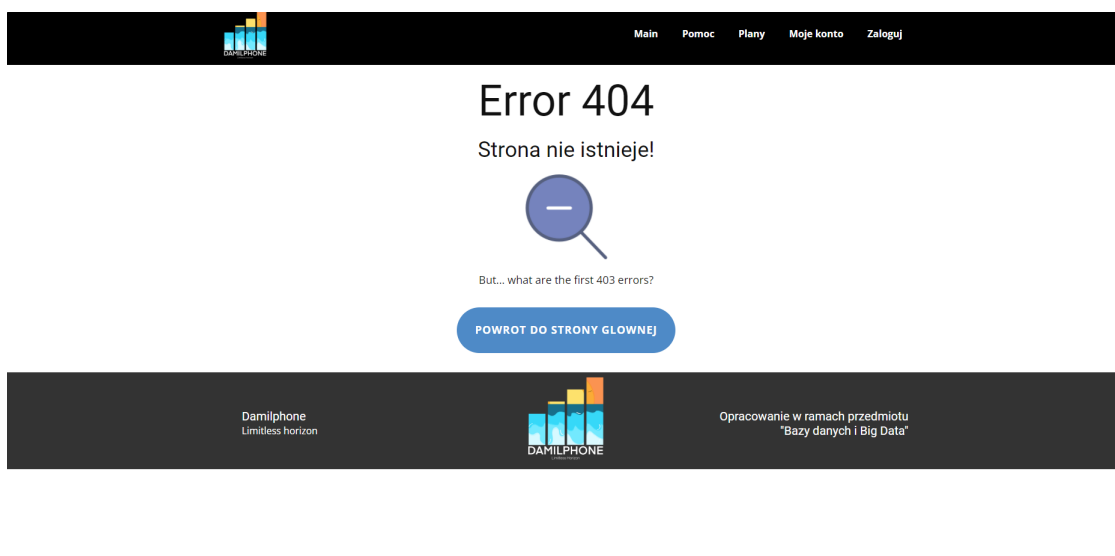 DAMILPHONE
Main Pomoc Plany Moje konto Zaloguj
Error 404
Strona nie istnieje!
But... what are the first 403 errors?
POWROT DO STRONY GLOWNEJ
Damilphone
Limitless horizon
DAMILPHONE
Opracowanie w ramach przedmiotu
"Bazy danych i Big Data"